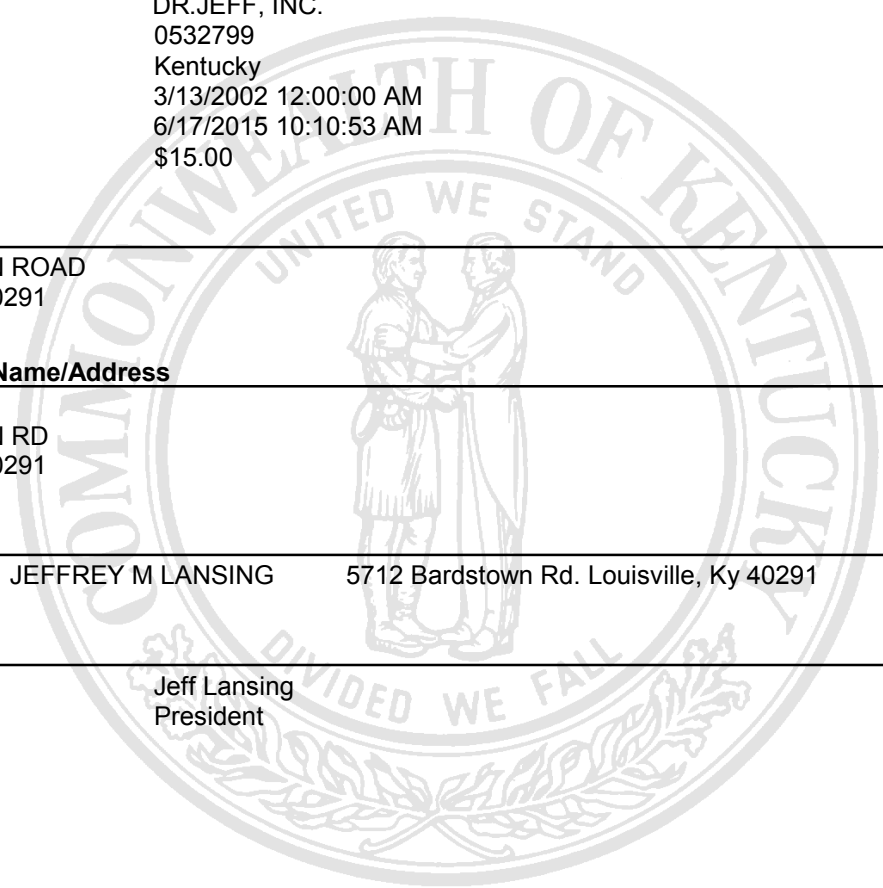 DR.JEFF, INC.
0532799
Kentucky
3/13/2002 12:00:00 AM
6/17/2015 10:10:53 AM
$15.00
COMMONWEALTH OF KENTUCKY
UNITED WE STAND
ROAD
0291
Name/Address
RD
0291
JEFFREY M LANSING 5712 Bardstown Rd. Louisville, Ky 40291
DIVIDED WE FALL
Jeff Lansing
President